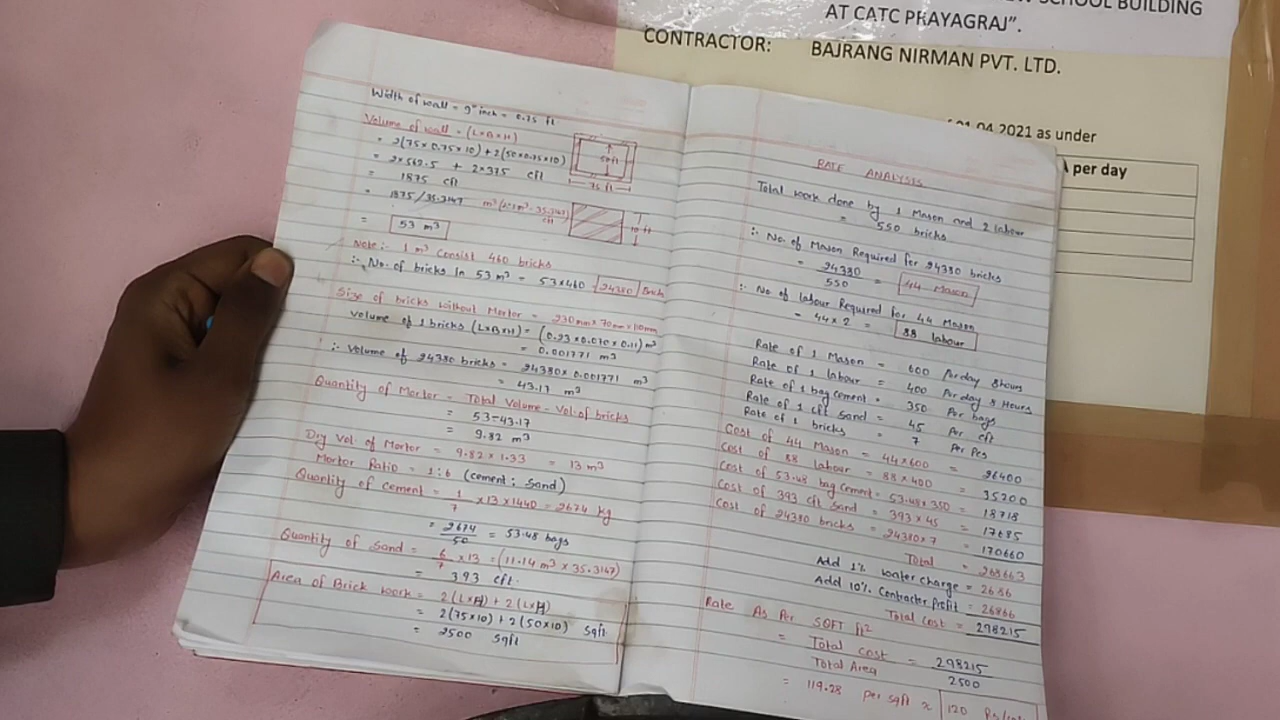 SCHOOL BUILDING
AT CATC PRAYAGRAJ”.
CONTRACTOR: BAJRANG NIRMAN PVT. LTD.
01.04.2021 as under
per day
Width of wall = 9" inch = 0.75 ft
Volume of wall = (L×B×H)
= 2(75×0.75×10) + 2(50×0.75×10)
= 2×562.5 + 2×375 cft
= 1875 cft
= 1875/35.3147 m³
= 53 m³
50 ft
75 ft
10 ft
Note:- 1 m³ Consist 460 bricks
∴ No. of bricks in 53 m³ = 53×460 = 24380 Bricks
Size of bricks without Mortor = 230mm×70mm×110mm
Volume of 1 bricks (L×B×H) = (0.23×0.070×0.11) m³
= 0.001771 m³
∴ Volume of 24380 bricks = 24380×0.001771 m³
= 43.17 m³
Quantity of Mortor = Total Volume - Vol. of bricks
= 53-43.17
= 9.82 m³
Dry Vol. of Mortor = 9.82 × 1.33 = 13 m³
Mortor Ratio = 1:6 (cement : Sand)
Quantity of cement = 1/7 ×13×1440 = 2674 kg
= 2674/50 = 53.48 bags
Quantity of Sand = 6/7 ×13 = (11.14 m³ × 35.3147)
= 393 cft.
Area of Brick work = 2(L×H) + 2(L×H)
= 2(75×10) + 2(50×10) Sqft
= 2500 Sqft
RATE ANALYSIS
Total work done by 1 Mason and 2 labour
= 550 bricks
∴ No. of Mason Required for 24380 bricks
= 24380/550 = 44 Mason
∴ No of labour Required for 44 Mason
= 44×2 = 88 labour
Rate of 1 Mason = 600 Per day 8 hours
Rate of 1 labour = 400 Per day 8 Hours
Rate of 1 bag cement = 350 Per bags
Rate of 1 cft Sand = 45 Per cft
Rate of 1 bricks = 7 Per Pcs
Cost of 44 Mason = 44×600 = 26400
Cost of 88 labour = 88×400 = 35200
Cost of 53.48 bag cement = 53.48×350 = 18718
Cost of 393 cft Sand = 393×45 = 17685
Cost of 24380 bricks = 24380×7 = 170660
Total = 268663
Add 1% water charge = 2686
Add 10% Contractor Profit = 26866
Total Cost = 298215
Rate As Per SQFT ft²
= Total Cost / Total Area = 298215/2500
= 119.28 per sqft ≈ 120